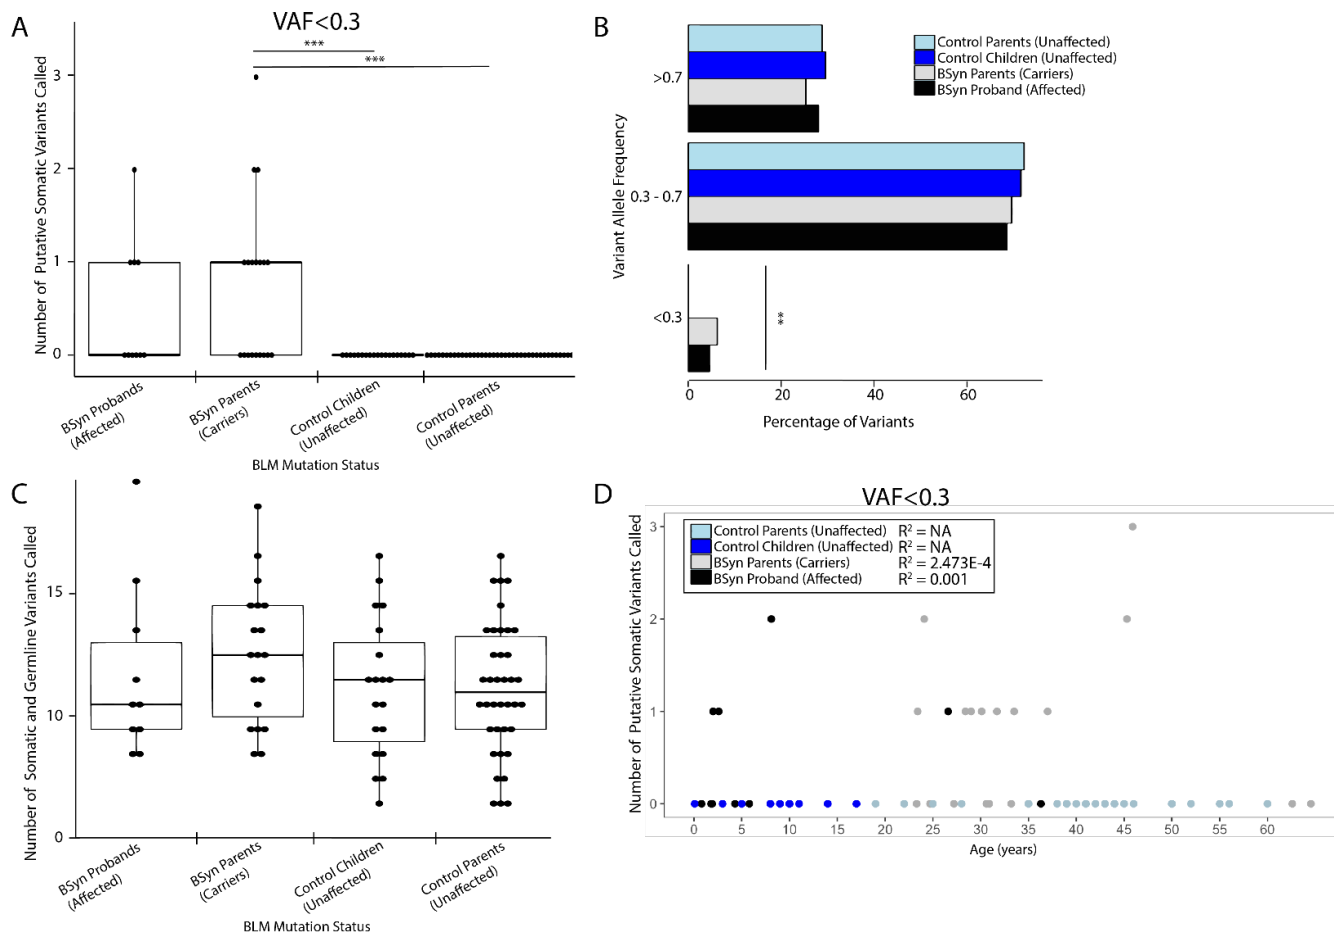 A
VAF<0.3
***
***
Number of Putative Somatic Variants Called
3
2
1
0
BSyn Probands
(Affected)
BSyn Parents
(Carriers)
Control Children
(Unaffected)
Control Parents
(Unaffected)
BLM Mutation Status
B
Control Parents (Unaffected)
Control Children (Unaffected)
BSyn Parents (Carriers)
BSyn Proband (Affected)
Variant Allele Frequency
>0.7
0.3 - 0.7
<0.3
**
0
20
40
60
Percentage of Variants
C
Number of Somatic and Germline Variants Called
15
10
0
BSyn Probands
(Affected)
BSyn Parents
(Carriers)
Control Children
(Unaffected)
Control Parents
(Unaffected)
BLM Mutation Status
D
VAF<0.3
Control Parents (Unaffected) R² = NA
Control Children (Unaffected) R² = NA
BSyn Parents (Carriers) R² = 2.473E-4
BSyn Proband (Affected) R² = 0.001
Number of Putative Somatic Variants Called
3
2
1
0
0 5 10 15 20 25 30 35 40 45 50 55 60
Age (years)